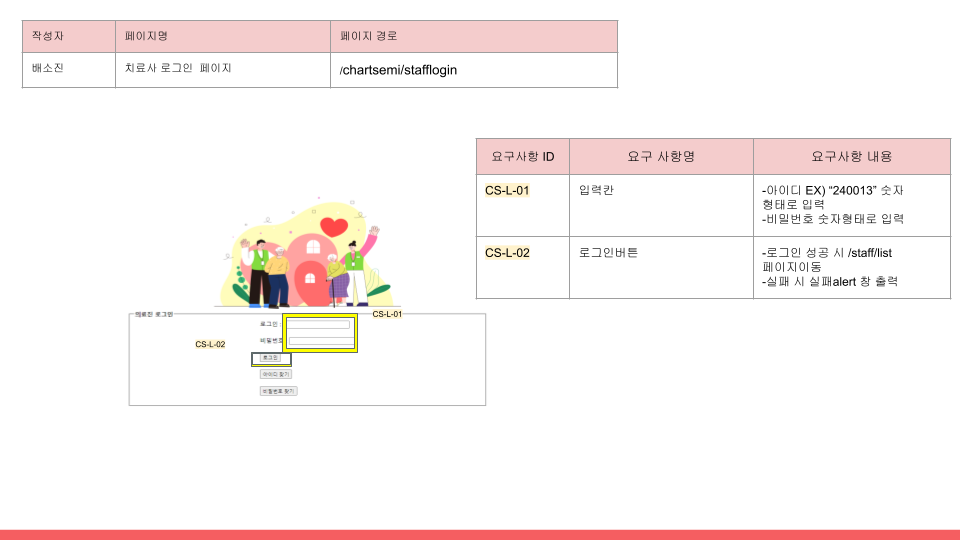 작성자 페이지명 페이지 경로
배소진 치료사 로그인 페이지 /chartsemi/stafflogin
요구사항 ID 요구 사항명 요구사항 내용
CS-L-01 입력칸 -아이디 EX) “240013” 숫자
형태로 입력
-비밀번호 숫자형태로 입력
CS-L-02 로그인버튼 -로그인 성공 시 /staff/list
페이지이동
-실패 시 실패alert 창 출력
의료진 로그인
CS-L-01
로그인 :
비밀번호
CS-L-02
로그인
아이디 찾기
비밀번호 찾기